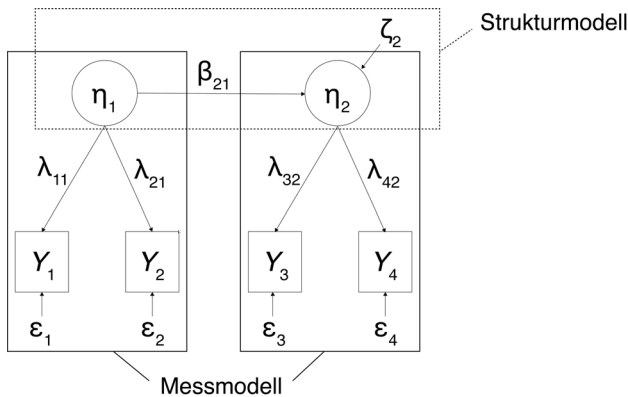 Strukturmodell
ζ2
β21
η1 η2
λ11 λ21 λ32 λ42
Y1 Y2 Y3 Y4
ε1 ε2 ε3 ε4
Messmodell